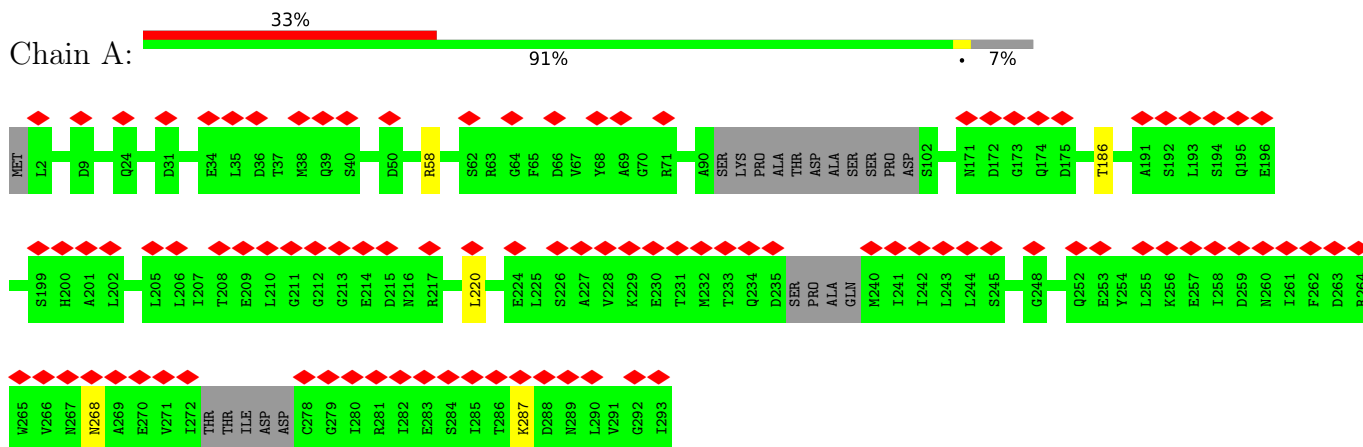 33%
Chain A:
91%
• 7%
MET L2 D9 Q24 D31 E34 L35 D36 T37 M38 Q39 S40 D50 R58 S62 R63 G64 F65 D66 V67 Y68 A69 G70 R71 A90 SER LYS PRO ALA THR ASP ALA SER SER PRO ASP S102 N171 D172 G173 Q174 D175 T186 A191 S192 L193 S194 Q195 E196
S199 H200 A201 L202 L205 L206 I207 T208 E209 L210 G211 G212 G213 E214 D215 N216 R217 L220 E224 L225 S226 A227 V228 K229 E230 T231 M232 T233 Q234 D235 SER PRO ALA GLN M240 I241 I242 L243 L244 S245 G248 Q252 E253 Y254 L255 K256 E257 I258 D259 N260 I261 F262 D263 R264
W265 V266 N267 N268 A269 E270 V271 I272 THR THR ILE ASP ASP C278 G279 I280 R281 I282 E283 S284 I285 T286 K287 D288 N289 L290 V291 G292 I293